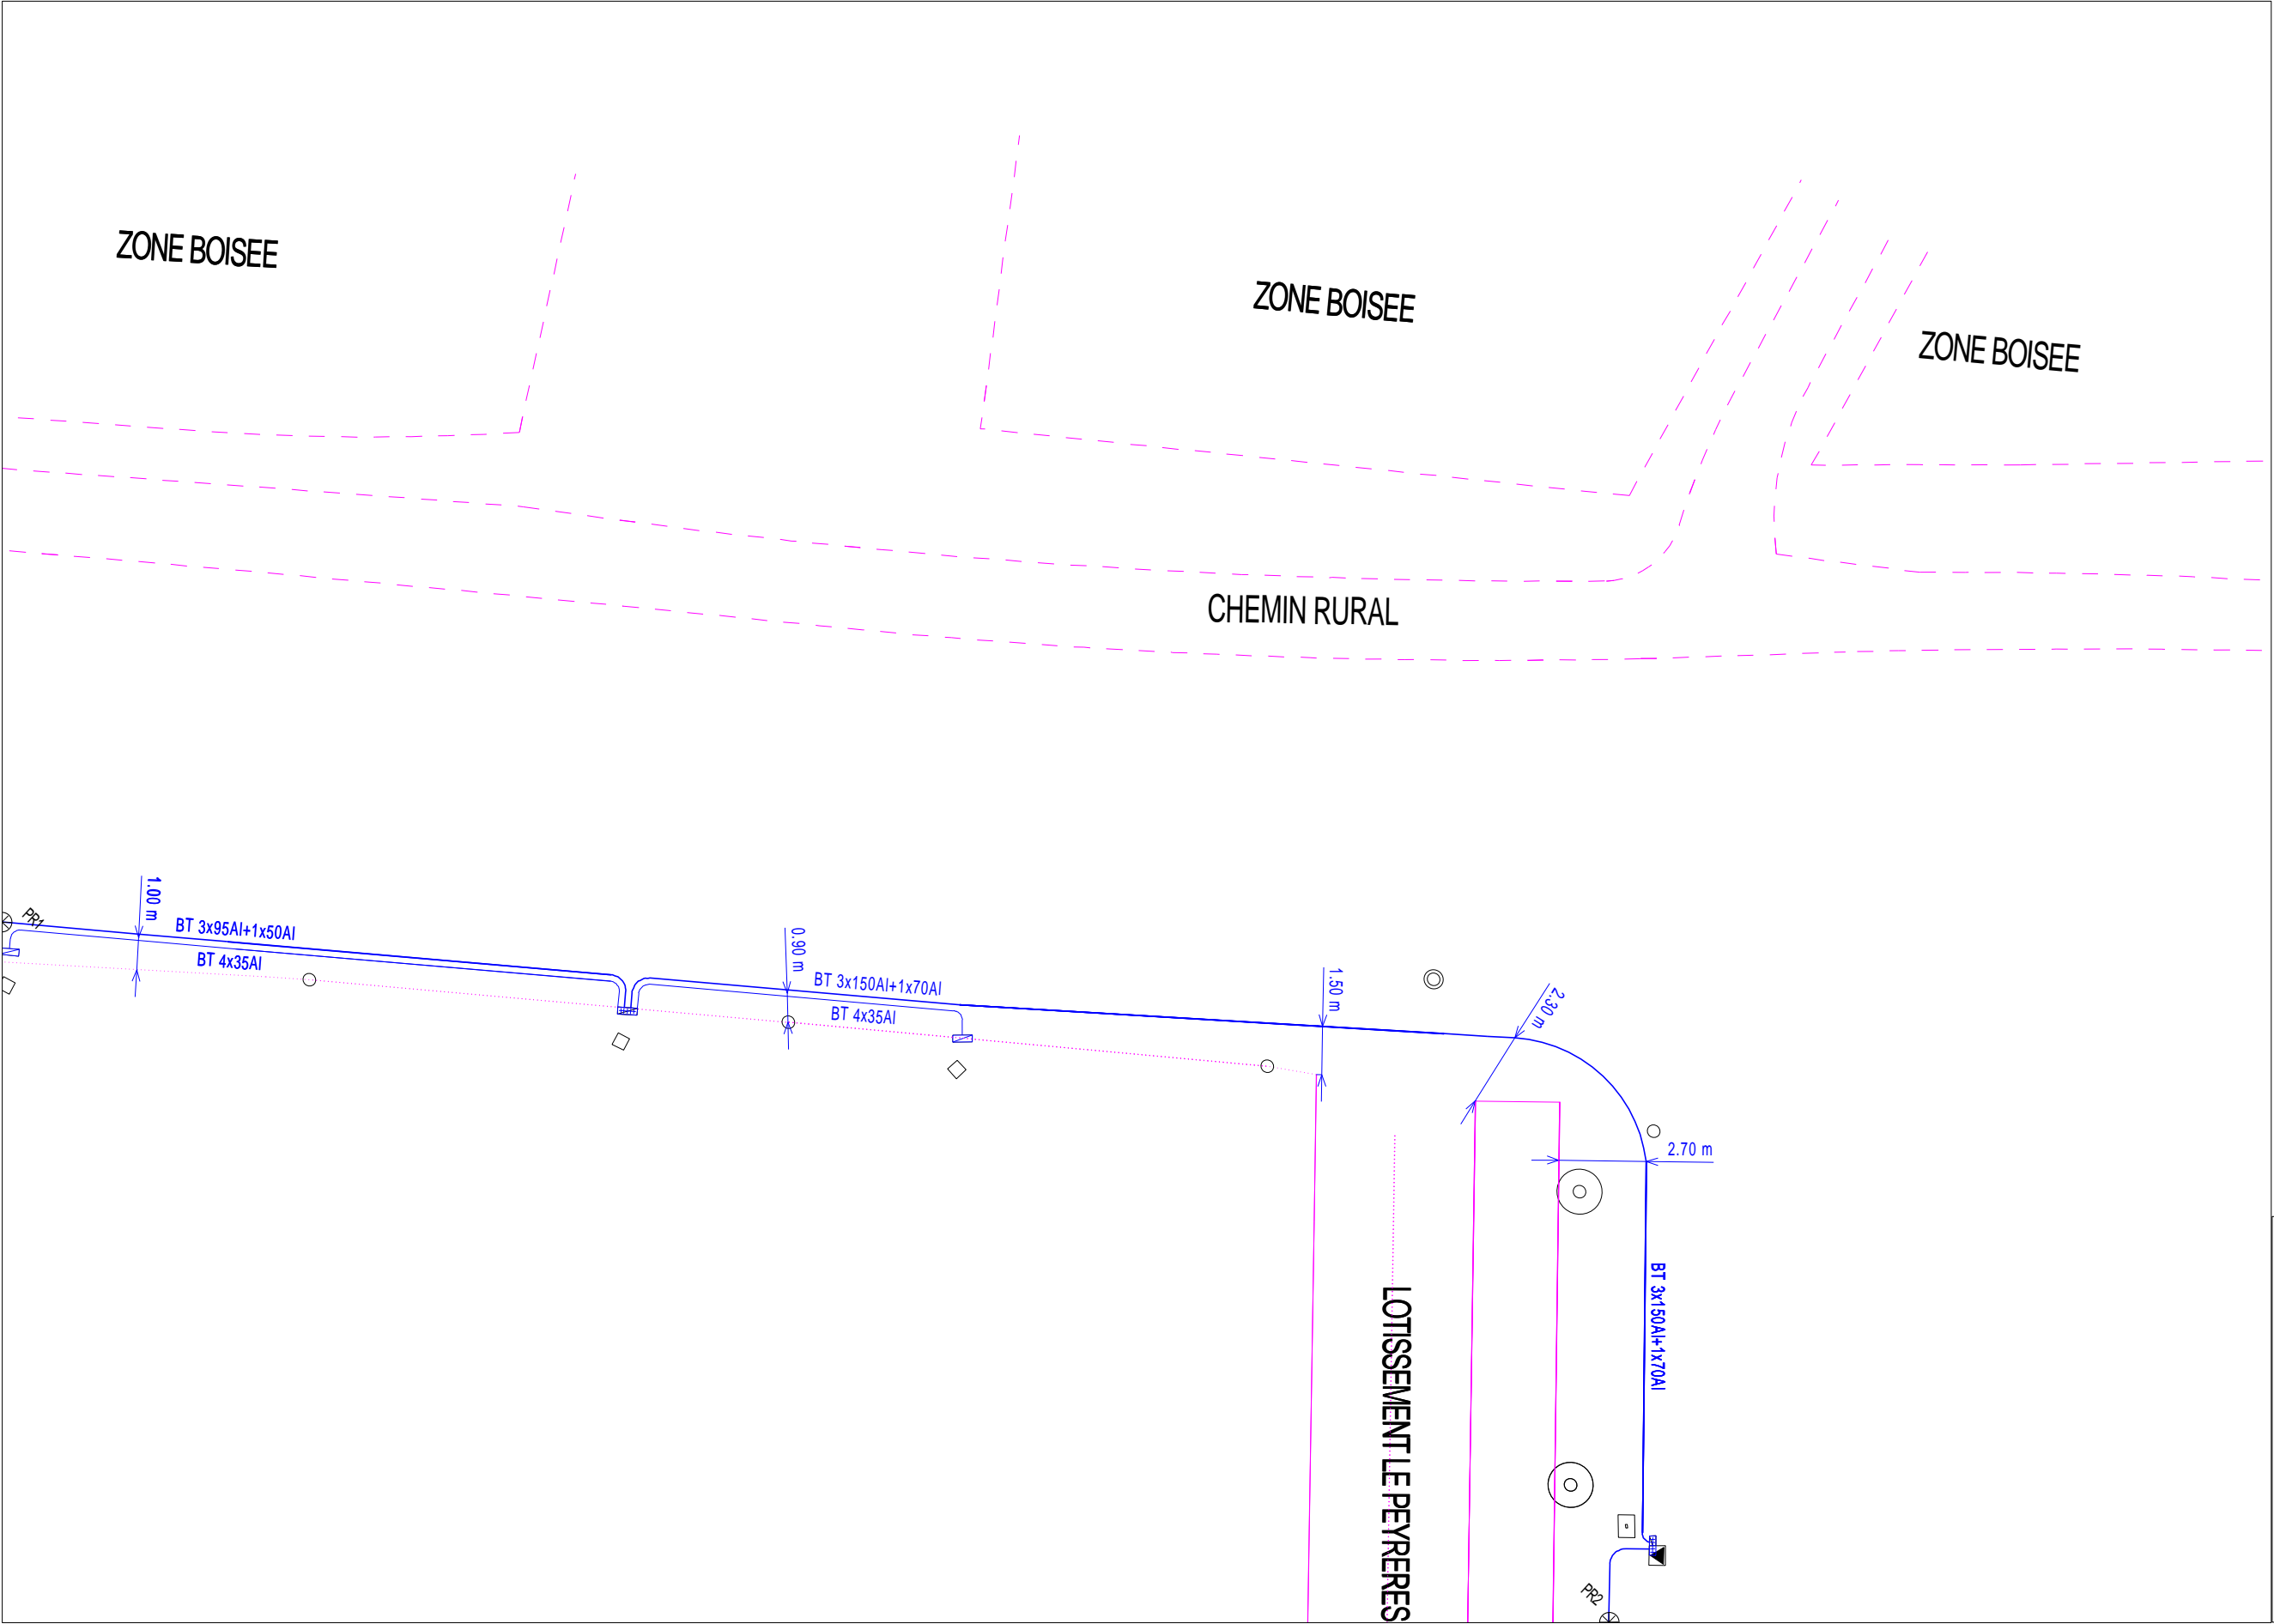 ZONE BOISEE
ZONE BOISEE
ZONE BOISEE
CHEMIN RURAL
PR1
1.00 m
BT 3x95Al+1x50Al
BT 4x35Al
0.90 m
BT 3x150Al+1x70Al
BT 4x35Al
1.50 m
2.30 m
2.70 m
BT 3x150Al+1x70Al
LOTISSEMENT LE PEYRERES
PR2